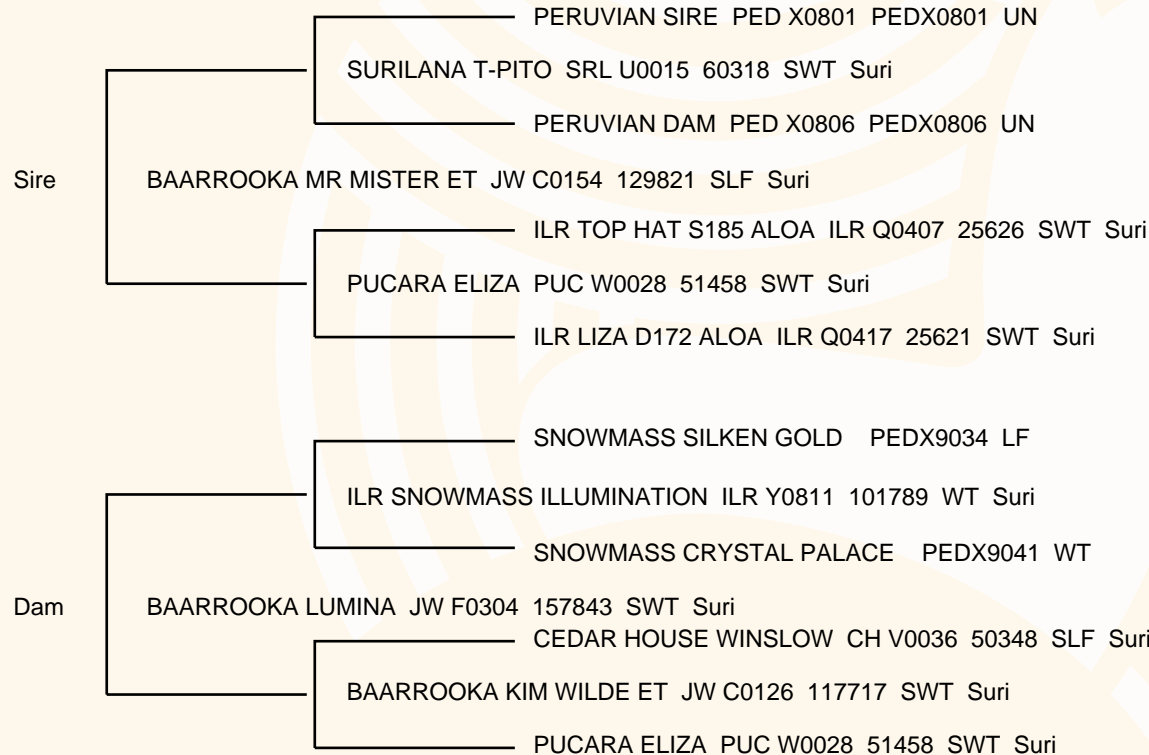 PERUVIAN SIRE PED X0801 PEDX0801 UN
SURILANA T-PITO SRL U0015 60318 SWT Suri
PERUVIAN DAM PED X0806 PEDX0806 UN
Sire BAARROOKA MR MISTER ET JW C0154 129821 SLF Suri
ILR TOP HAT S185 ALOA ILR Q0407 25626 SWT Suri
PUCARA ELIZA PUC W0028 51458 SWT Suri
ILR LIZA D172 ALOA ILR Q0417 25621 SWT Suri
SNOWMASS SILKEN GOLD PEDX9034 LF
ILR SNOWMASS ILLUMINATION ILR Y0811 101789 WT Suri
SNOWMASS CRYSTAL PALACE PEDX9041 WT
Dam BAARROOKA LUMINA JW F0304 157843 SWT Suri
CEDAR HOUSE WINSLOW CH V0036 50348 SLF Suri
BAARROOKA KIM WILDE ET JW C0126 117717 SWT Suri
PUCARA ELIZA PUC W0028 51458 SWT Suri